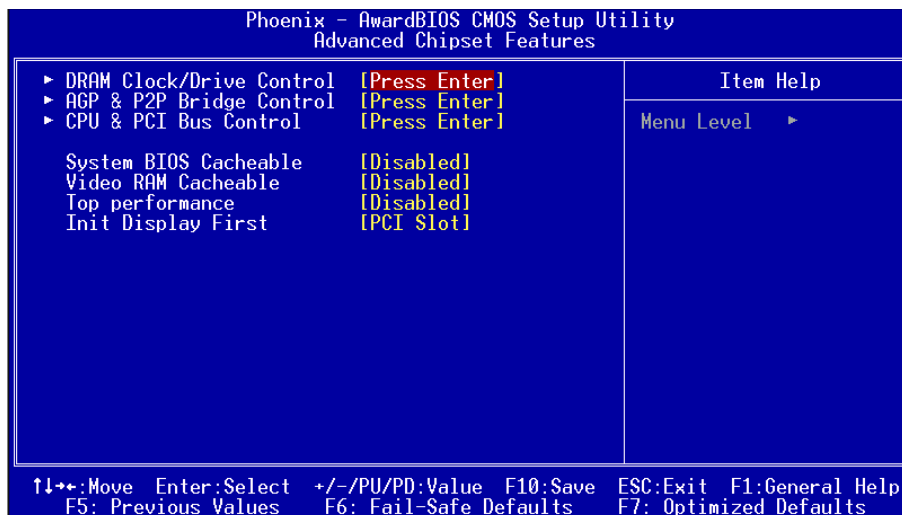 Phoenix - AwardBIOS CMOS Setup Utility
Advanced Chipset Features
► DRAM Clock/Drive Control [Press Enter]
► AGP & P2P Bridge Control [Press Enter]
► CPU & PCI Bus Control [Press Enter]
System BIOS Cacheable [Disabled]
Video RAM Cacheable [Disabled]
Top performance [Disabled]
Init Display First [PCI Slot]
Item Help
Menu Level ►
↑↓→←:Move Enter:Select +/-/PU/PD:Value F10:Save ESC:Exit F1:General Help
F5: Previous Values F6: Fail-Safe Defaults F7: Optimized Defaults